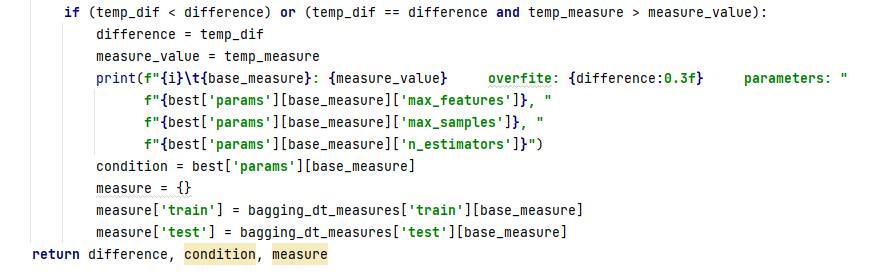 if (temp_dif < difference) or (temp_dif == difference and temp_measure > measure_value):
difference = temp_dif
measure_value = temp_measure
print(f"{i}\t{base_measure}: {measure_value}     overfite: {difference:0.3f}     parameters: "
f"{best['params'][base_measure]['max_features']}, "
f"{best['params'][base_measure]['max_samples']}, "
f"{best['params'][base_measure]['n_estimators']}")
condition = best['params'][base_measure]
measure = {}
measure['train'] = bagging_dt_measures['train'][base_measure]
measure['test'] = bagging_dt_measures['test'][base_measure]
return difference, condition, measure